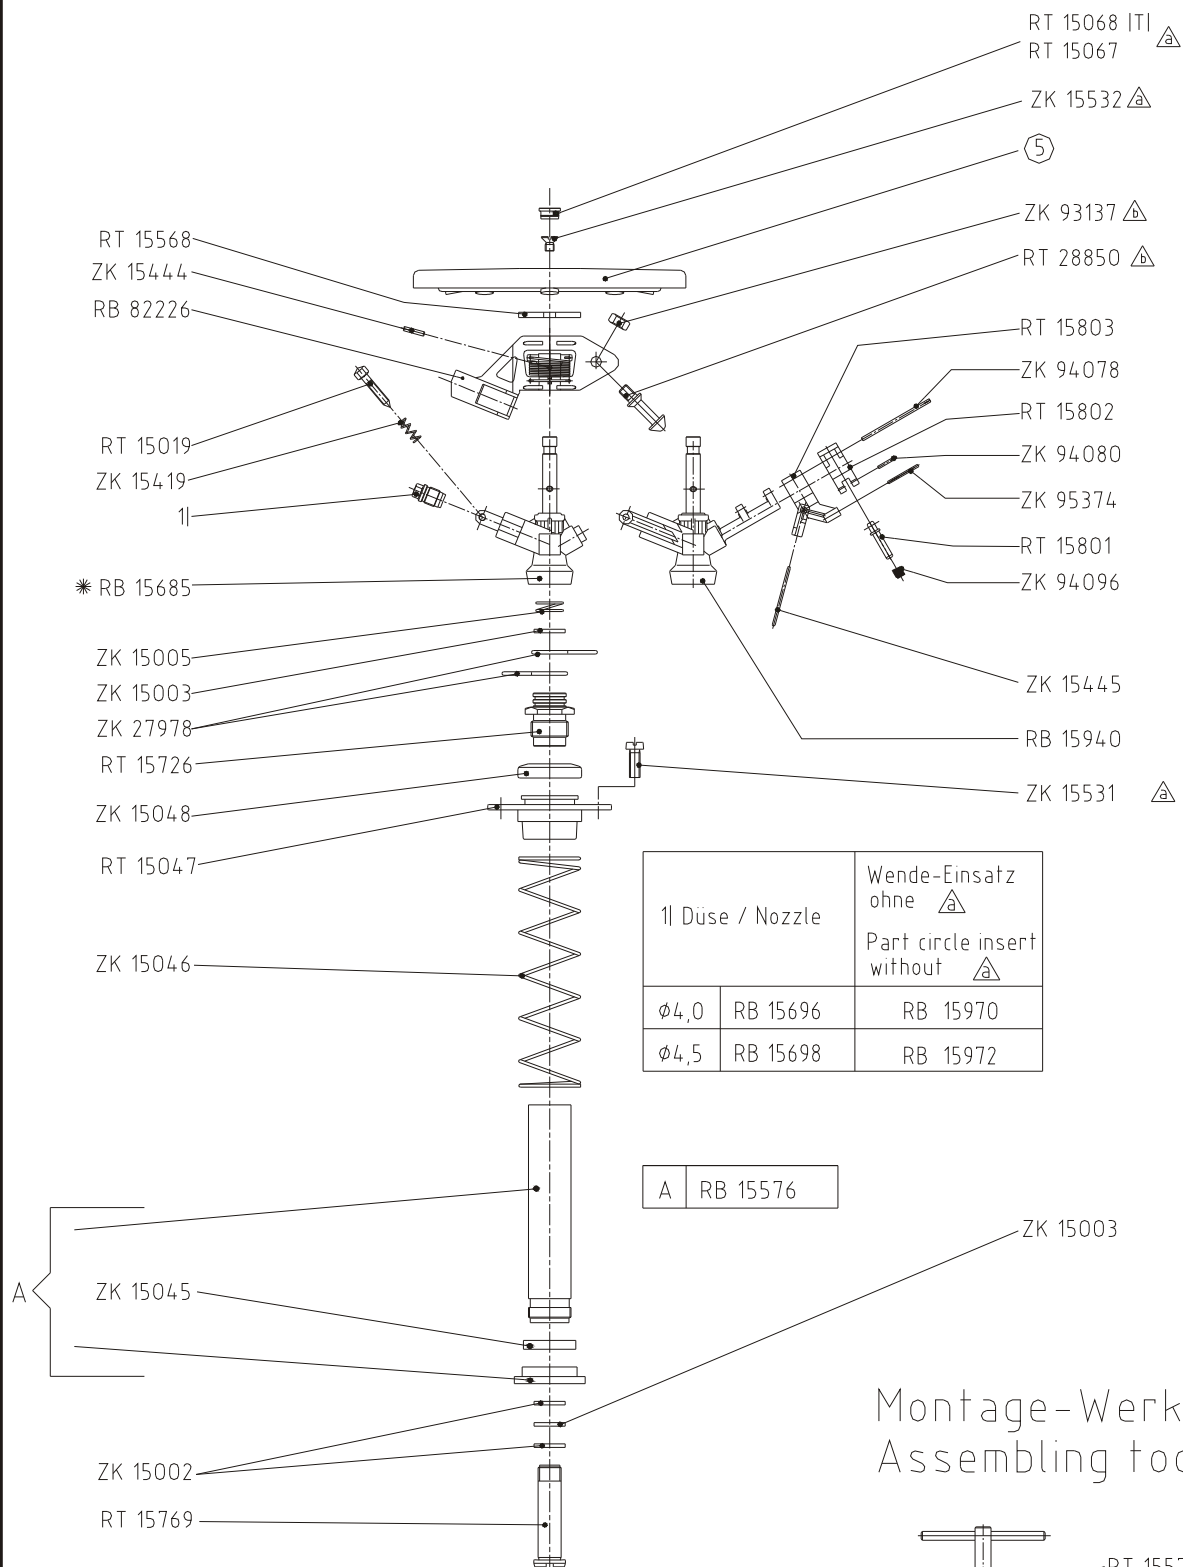 RT 15068 |T|
a
RT 15067
ZK 15532 a
5
ZK 93137 b
RT 28850 b
RT 15568
ZK 15444
RB 82226
RT 15019
ZK 15419
1|
* RB 15685
ZK 15005
ZK 15003
ZK 27978
RT 15726
ZK 15048
RT 15047
ZK 15046
RT 15803
ZK 94078
RT 15802
ZK 94080
ZK 95374
RT 15801
ZK 94096
ZK 15445
RB 15940
ZK 15531 a
1| Düse / Nozzle
Wende-Einsatz
ohne a
Part circle insert
without a
Ø4,0 RB 15696 RB 15970
Ø4,5 RB 15698 RB 15972
A RB 15576
ZK 15003
A
ZK 15045
ZK 15002
RT 15769
Montage-Werk
Assembling